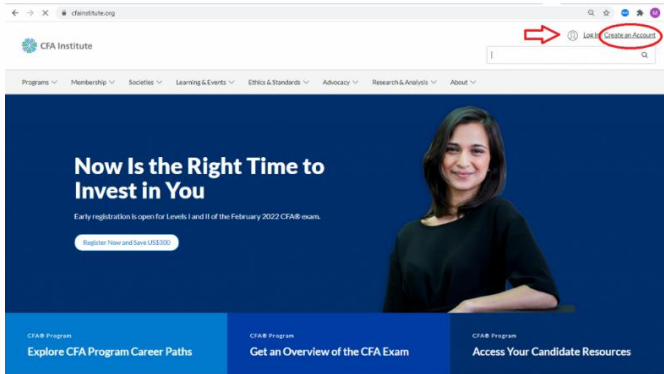 cfainstitute.org
CFA Institute
Log In Create an Account
Programs Membership Societies Learning & Events Ethics & Standards Advocacy Research & Analysis About
Now Is the Right Time to
Invest in You
Early registration is open for Levels I and II of the February 2022 CFA® exam.
Register Now and Save US$300
CFA® Program CFA® Program CFA® Program
Explore CFA Program Career Paths Get an Overview of the CFA Exam Access Your Candidate Resources